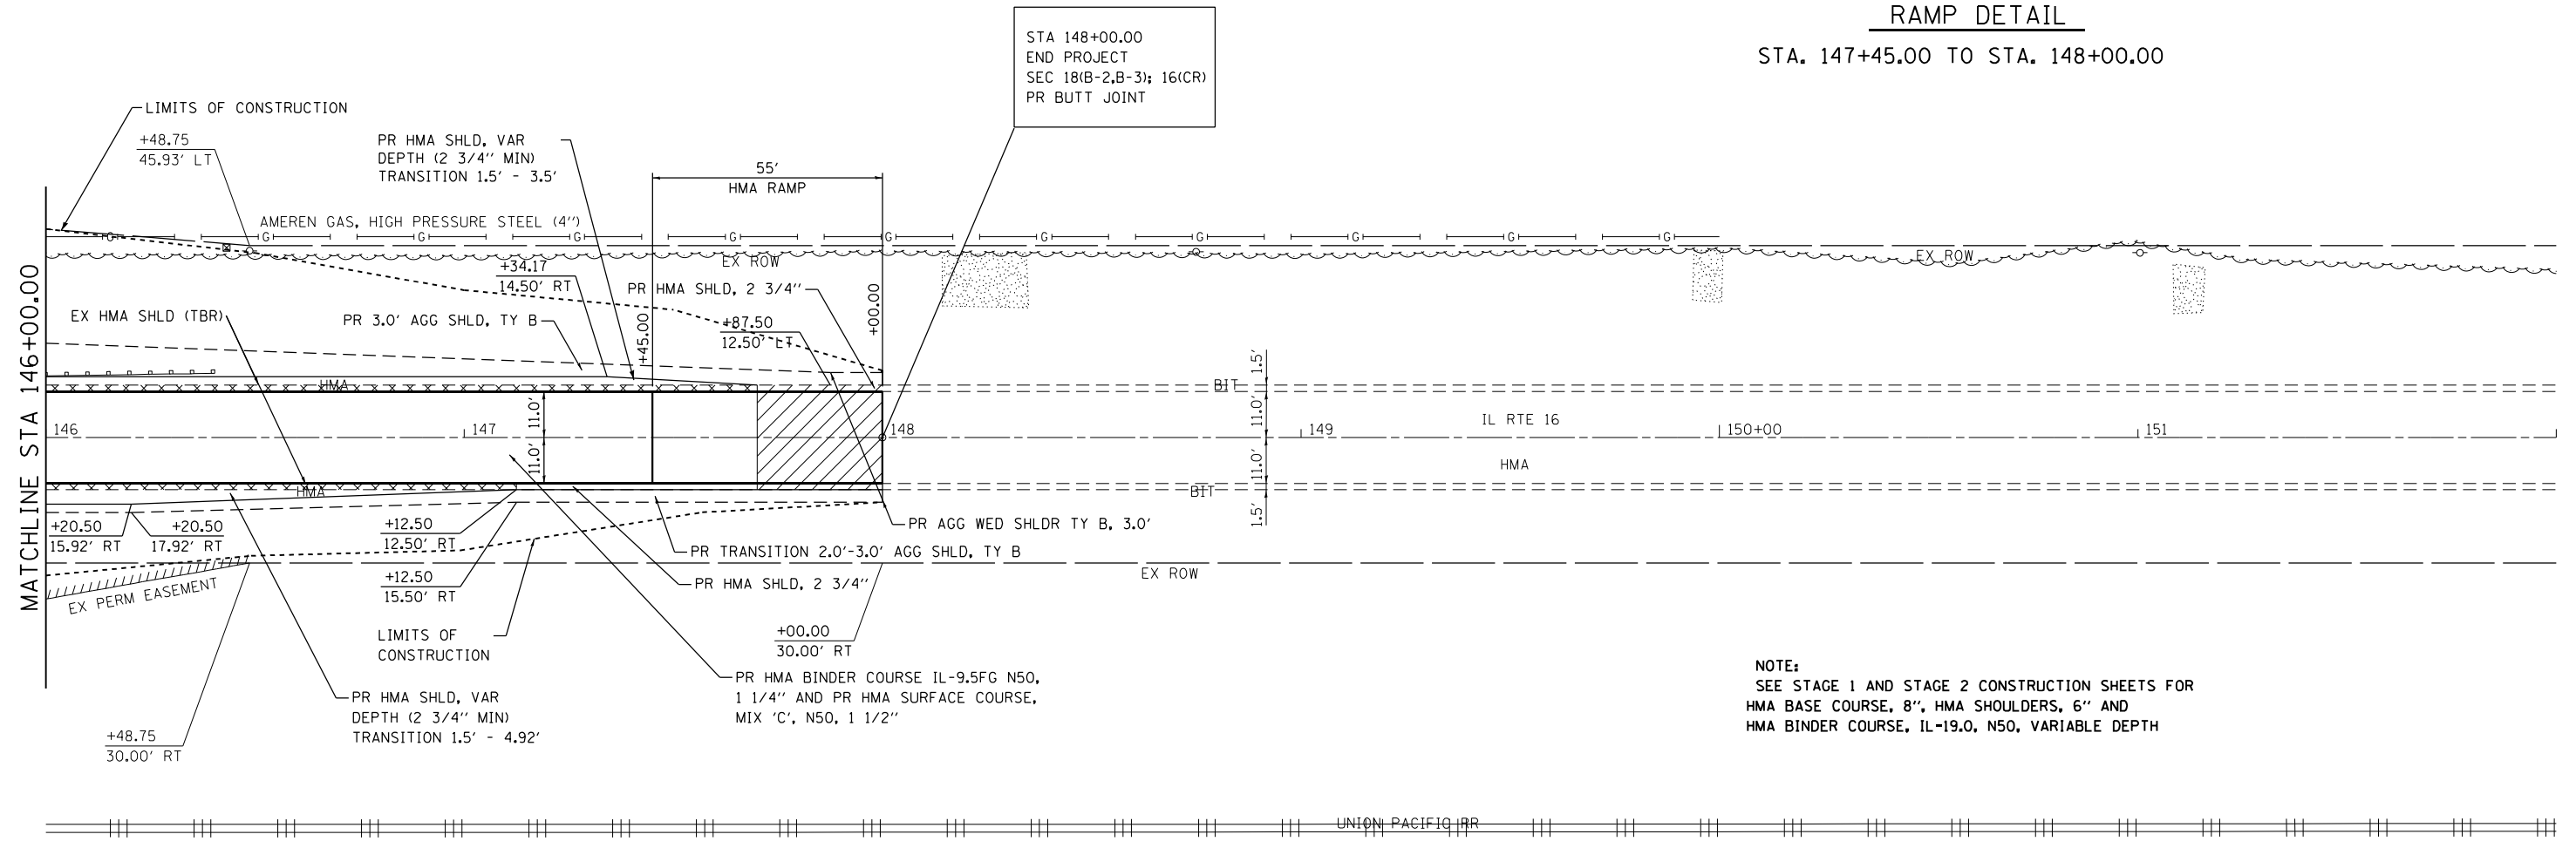 RAMP DETAIL
STA. 147+45.00 TO STA. 148+00.00
STA 148+00.00
END PROJECT
SEC 18(B-2,B-3); 16(CR)
PR BUTT JOINT
LIMITS OF CONSTRUCTION
+48.75
45.93' LT
PR HMA SHLD, VAR
DEPTH (2 3/4'' MIN)
TRANSITION 1.5' - 3.5'
55'
HMA RAMP
AMEREN GAS, HIGH PRESSURE STEEL (4'')
G
G
G
G
G
G
G
G
G
G
G
EX ROW
EX ROW
+34.17
14.50' RT
PR HMA SHLD, 2 3/4''
EX HMA SHLD (TBR)
PR 3.0' AGG SHLD, TY B
+45.00
+87.50
12.50' LT
+00.00
MATCHLINE STA 146+00.00
HMA
BIT
1.5'
11.0'
11.0'
1.5'
11.0'
11.0'
IL RTE 16
146
147
148
149
150+00
151
HMA
HMA
BIT
+20.50
15.92' RT
+20.50
17.92' RT
+12.50
12.50' RT
PR AGG WED SHLDR TY B, 3.0'
PR TRANSITION 2.0'-3.0' AGG SHLD, TY B
+12.50
15.50' RT
PR HMA SHLD, 2 3/4''
EX ROW
EX PERM EASEMENT
LIMITS OF
CONSTRUCTION
+00.00
30.00' RT
PR HMA BINDER COURSE IL-9.5FG N50,
1 1/4'' AND PR HMA SURFACE COURSE,
MIX 'C', N50, 1 1/2''
PR HMA SHLD, VAR
DEPTH (2 3/4'' MIN)
TRANSITION 1.5' - 4.92'
+48.75
30.00' RT
NOTE:
SEE STAGE 1 AND STAGE 2 CONSTRUCTION SHEETS FOR
HMA BASE COURSE, 8'', HMA SHOULDERS, 6'' AND
HMA BINDER COURSE, IL-19.0, N50, VARIABLE DEPTH
UNION PACIFIC RR